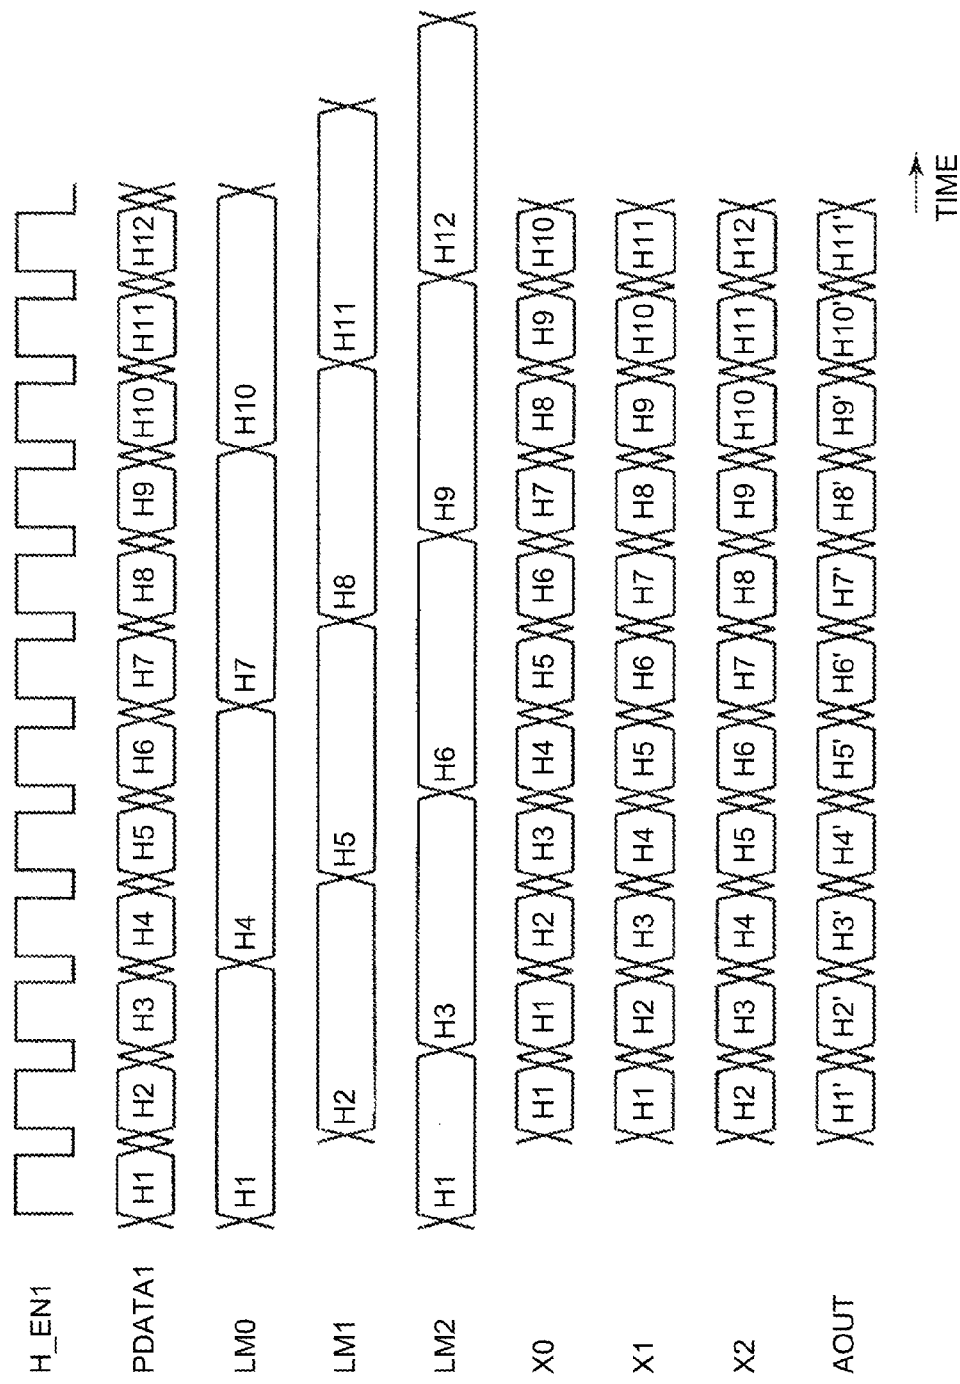 H_EN1
PDATA1 H1 H2 H3 H4 H5 H6 H7 H8 H9 H10 H11 H12
LM0 H1 H4 H7 H10
LM1 H2 H5 H8 H11
LM2 H1 H3 H6 H9 H12
X0 H1 H1 H2 H3 H4 H5 H6 H7 H8 H9 H10
X1 H1 H2 H3 H4 H5 H6 H7 H8 H9 H10 H11
X2 H2 H3 H4 H5 H6 H7 H8 H9 H10 H11 H12
AOUT H1' H2' H3' H4' H5' H6' H7' H8' H9' H10' H11'
TIME